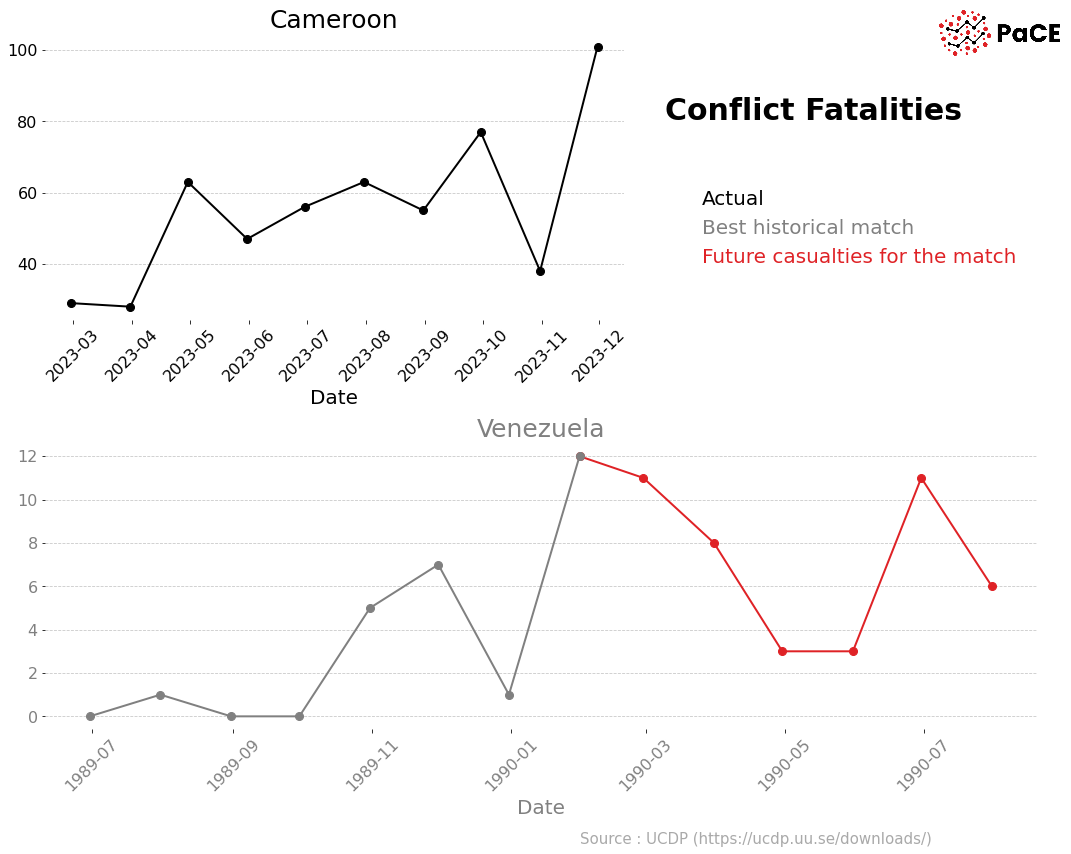 Cameroon
PaCE
Conflict Fatalities
100
80
60
40
Actual
Best historical match
Future casualties for the match
2023-03
2023-04
2023-05
2023-06
2023-07
2023-08
2023-09
2023-10
2023-11
2023-12
Date
Venezuela
12
10
8
6
4
2
0
1989-07
1989-09
1989-11
1990-01
1990-03
1990-05
1990-07
Date
Source : UCDP (https://ucdp.uu.se/downloads/)